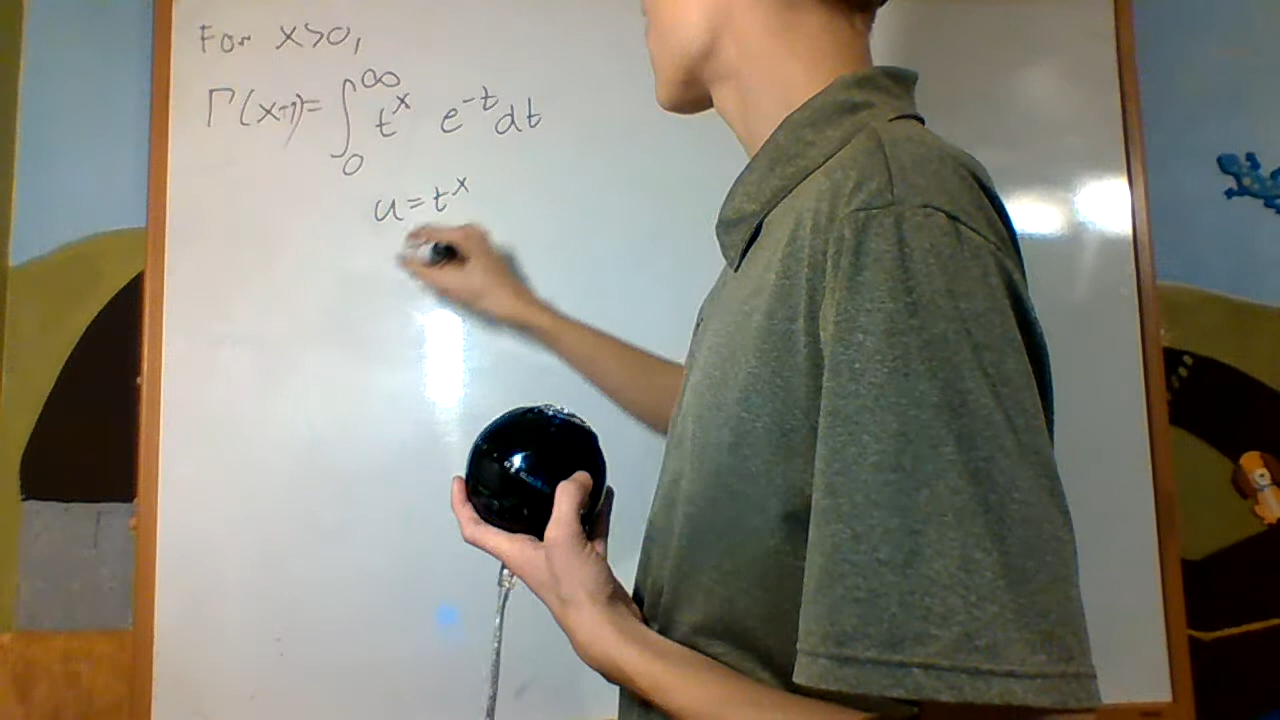 For x>0,
Γ(x+1)=∫₀^∞ t^x e^-t dt
u=t^x